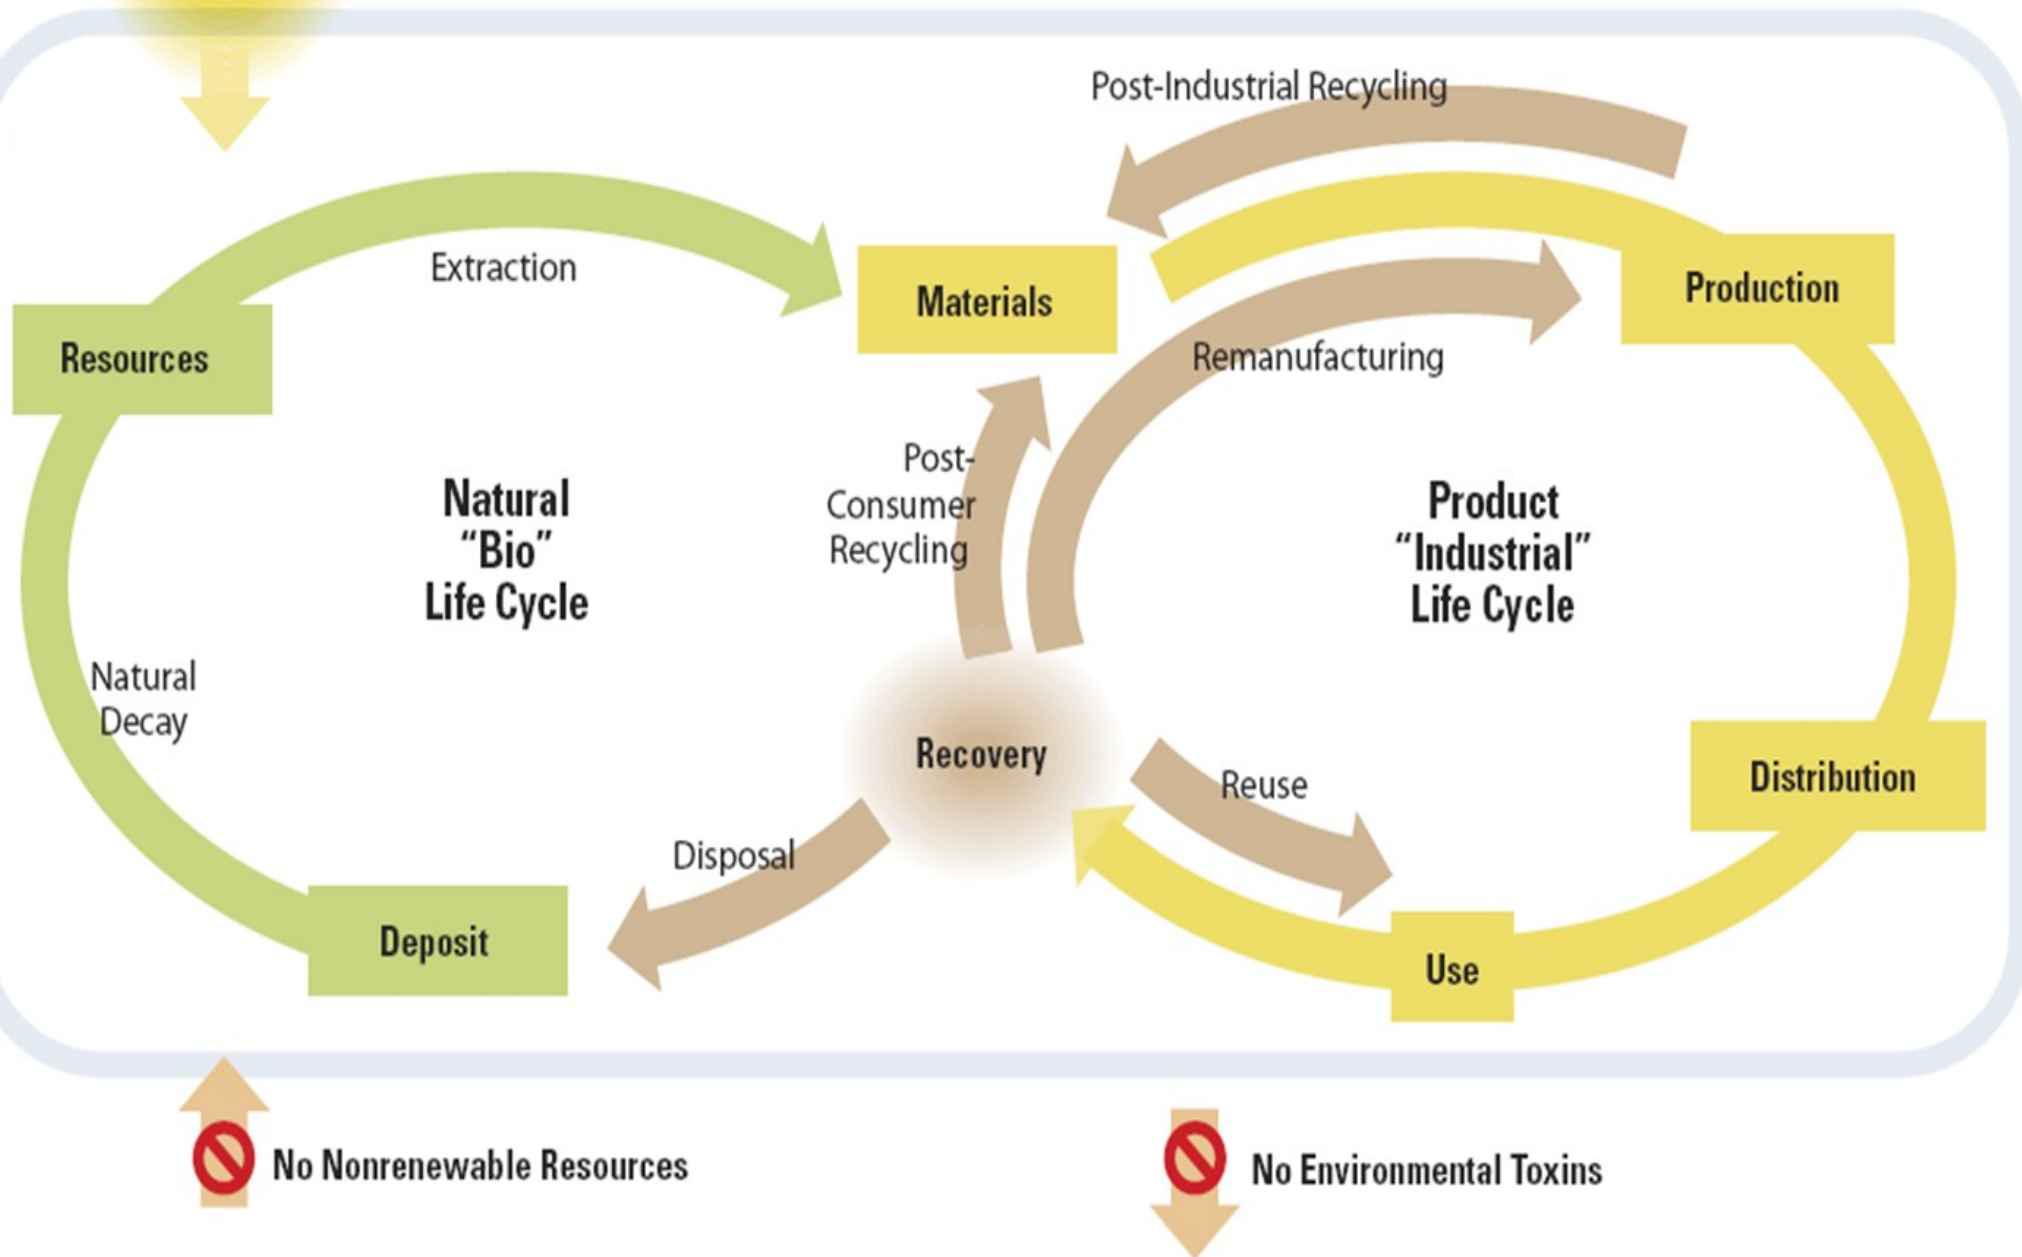 Post-Industrial Recycling
Extraction
Materials
Production
Resources
Remanufacturing
Post-
Consumer
Recycling
Natural
“Bio”
Life Cycle
Product
“Industrial”
Life Cycle
Natural
Decay
Recovery
Reuse
Distribution
Disposal
Deposit
Use
No Nonrenewable Resources
No Environmental Toxins